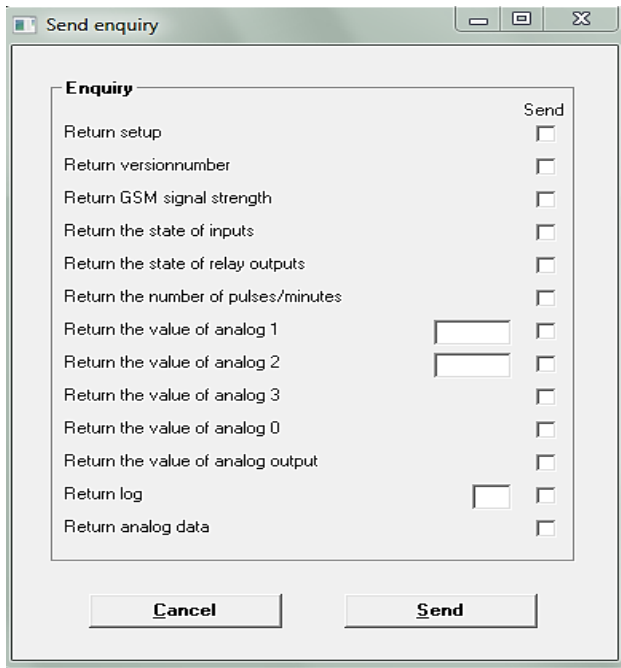 Send enquiry
Enquiry
Send
Return setup
Return versionnumber
Return GSM signal strength
Return the state of inputs
Return the state of relay outputs
Return the number of pulses/minutes
Return the value of analog 1
Return the value of analog 2
Return the value of analog 3
Return the value of analog 0
Return the value of analog output
Return log
Return analog data
Cancel Send